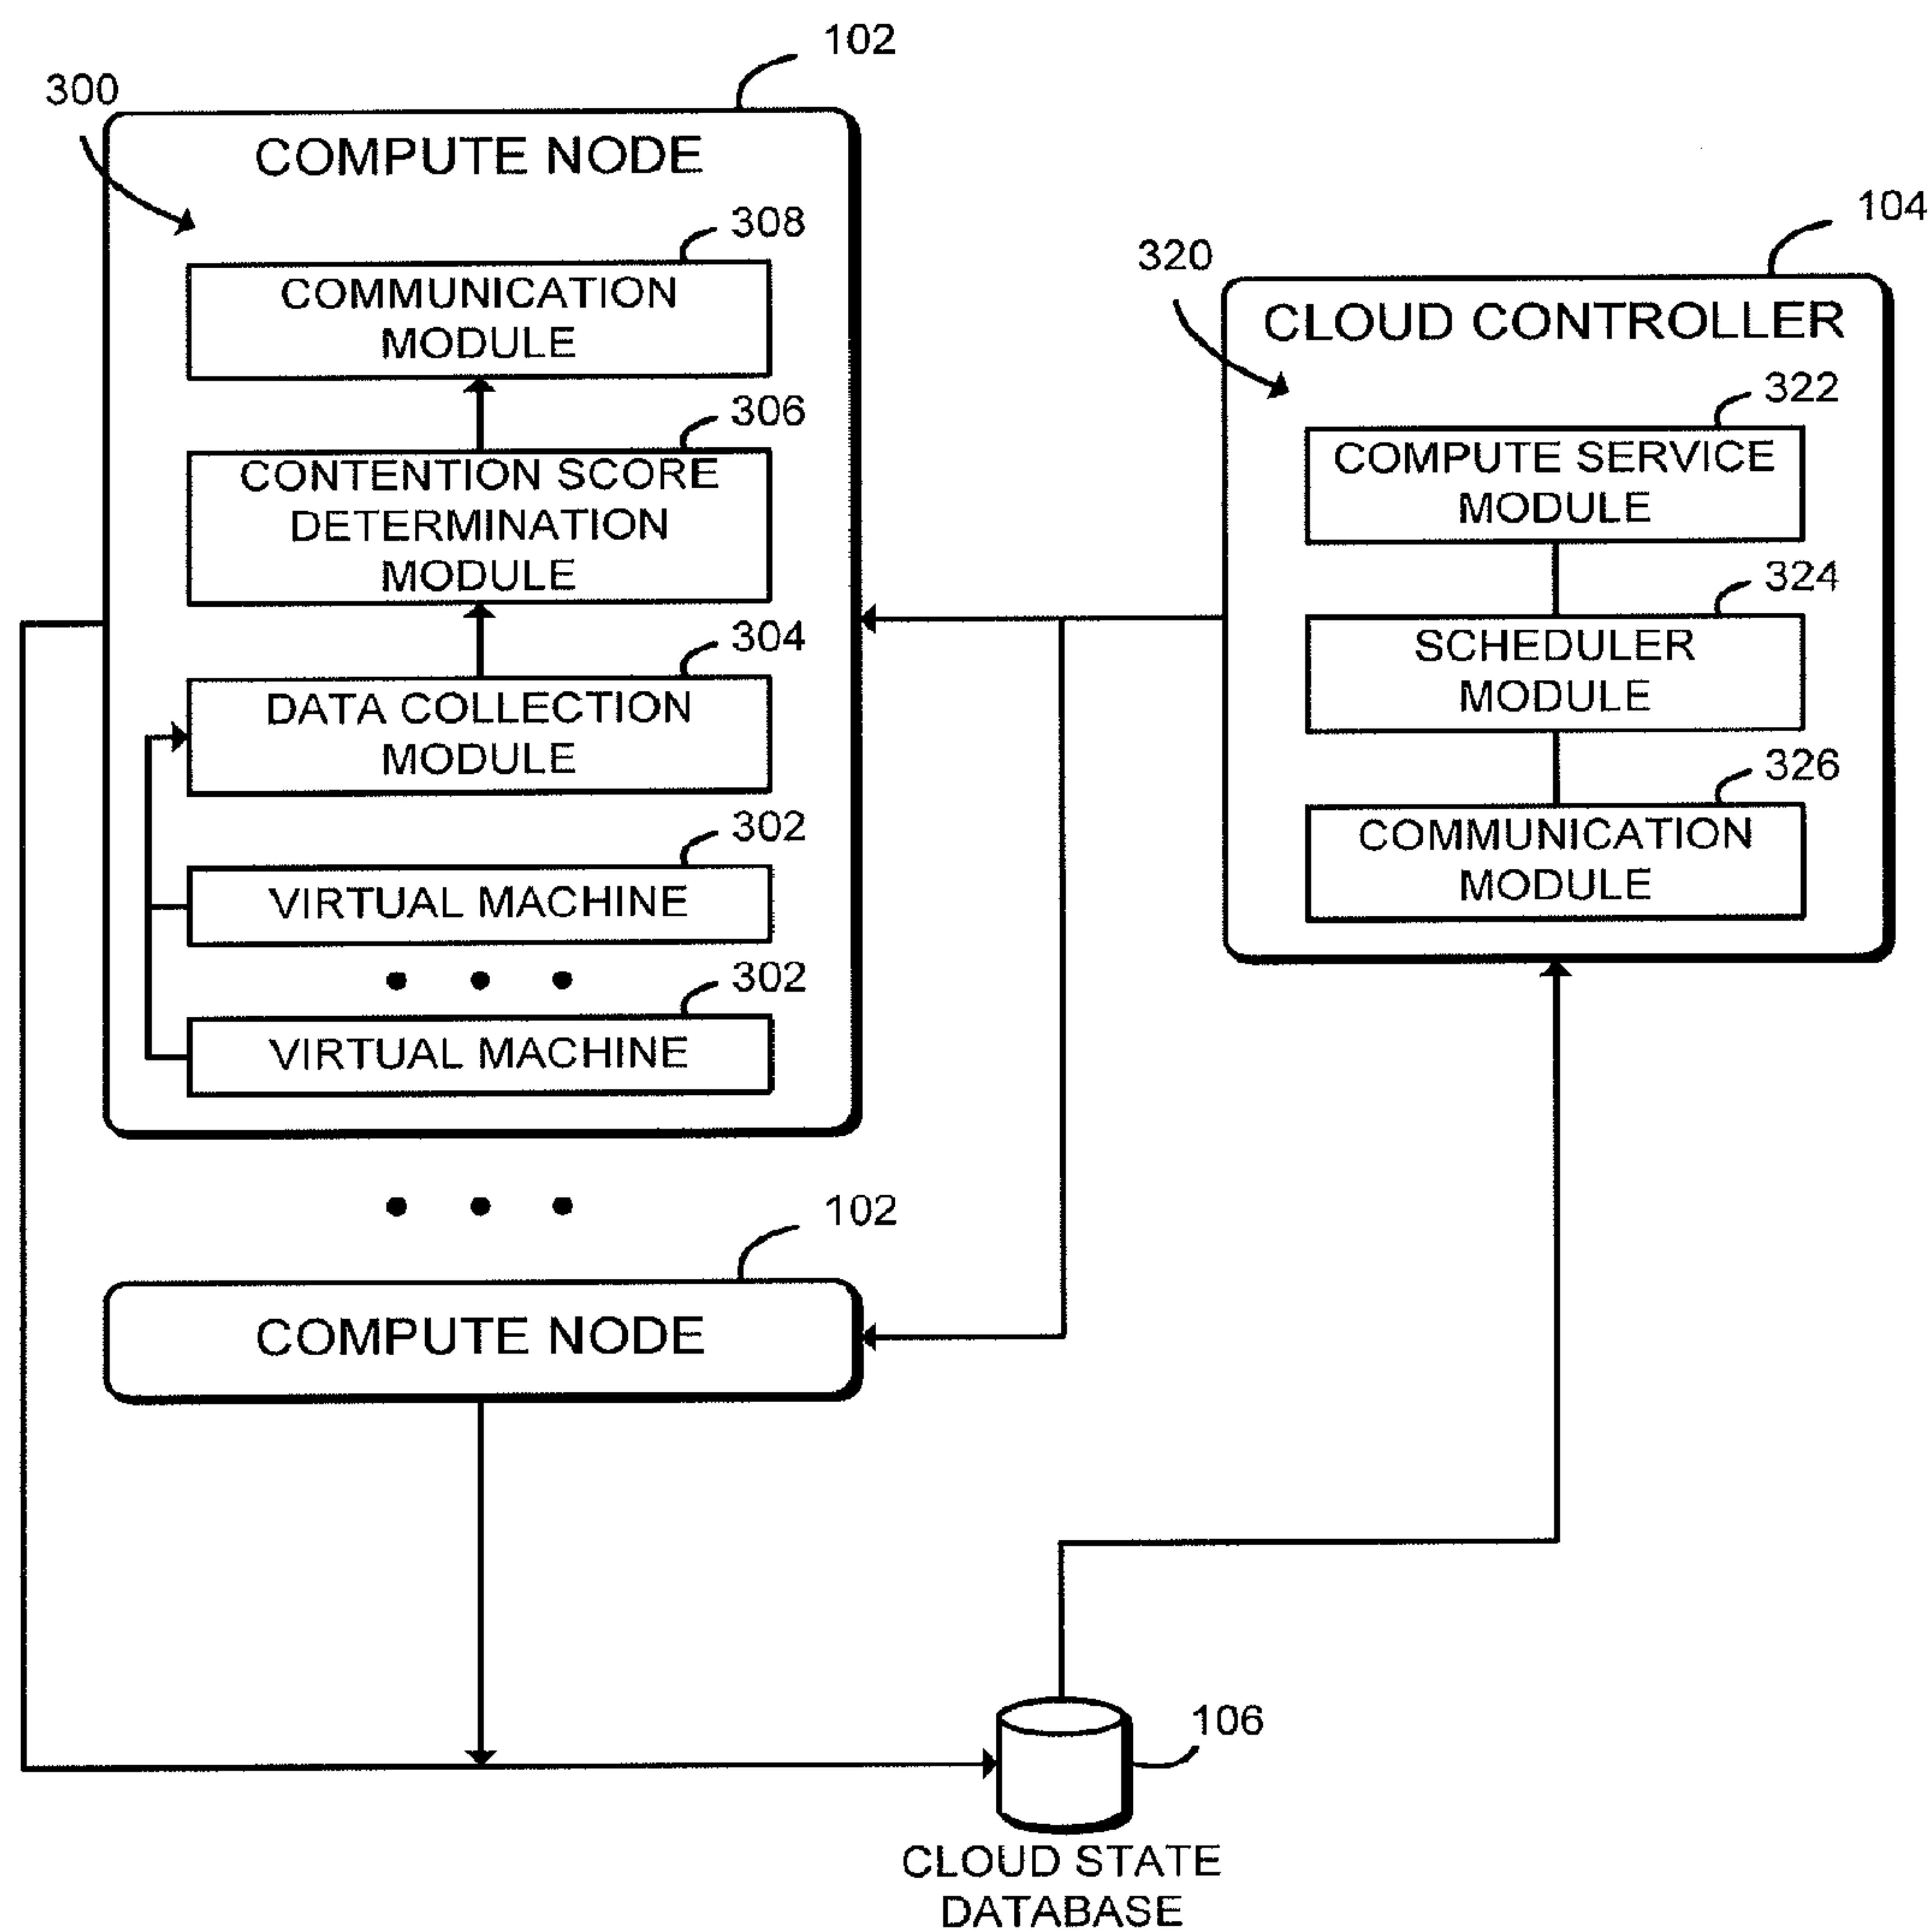 102
300
COMPUTE NODE
308
COMMUNICATION
MODULE
306
CONTENTION SCORE
DETERMINATION
MODULE
304
DATA COLLECTION
MODULE
302
VIRTUAL MACHINE
302
VIRTUAL MACHINE
102
COMPUTE NODE
104
320
CLOUD CONTROLLER
322
COMPUTE SERVICE
MODULE
324
SCHEDULER
MODULE
326
COMMUNICATION
MODULE
106
CLOUD STATE
DATABASE